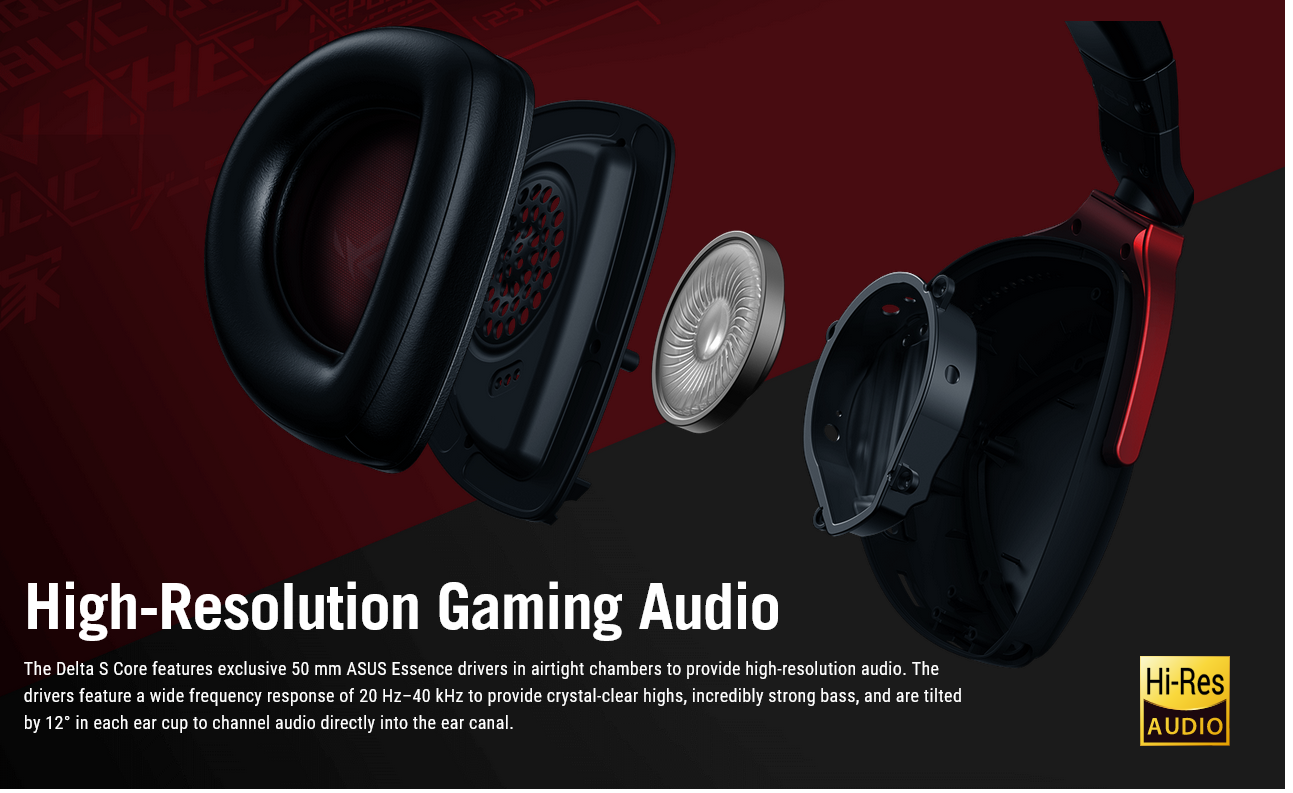 THE
High-Resolution Gaming Audio
The Delta S Core features exclusive 50 mm ASUS Essence drivers in airtight chambers to provide high-resolution audio. The
drivers feature a wide frequency response of 20 Hz–40 kHz to provide crystal-clear highs, incredibly strong bass, and are tilted
by 12° in each ear cup to channel audio directly into the ear canal.
Hi-Res
AUDIO